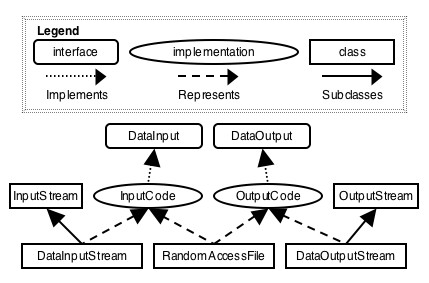 Legend
interface implementation class
Implements Represents Subclasses
DataInput DataOutput
InputStream InputCode OutputCode OutputStream
DataInputStream RandomAccessFile DataOutputStream